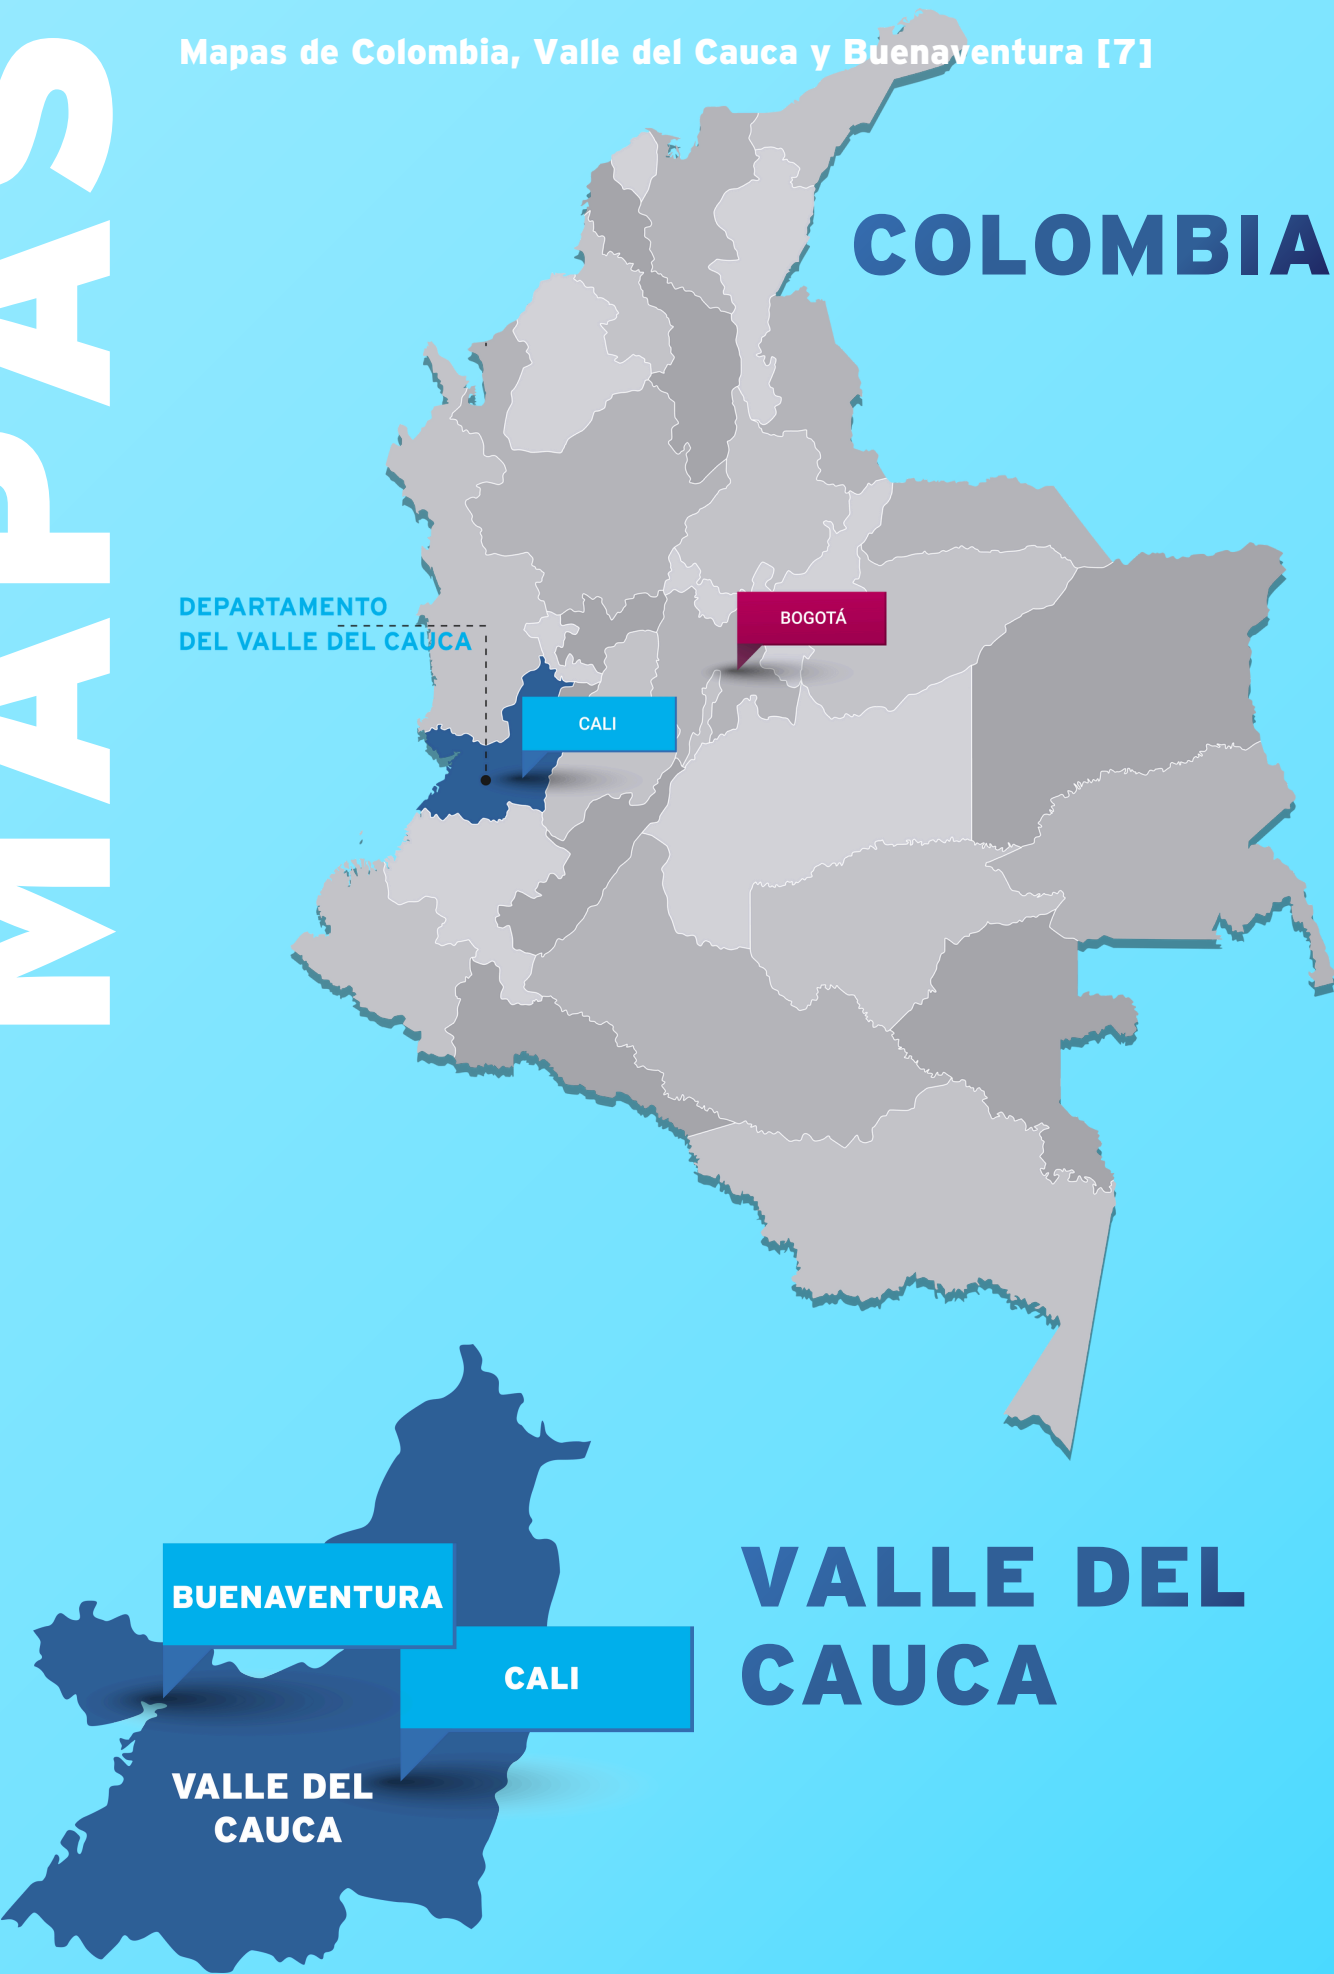 MAPAS
Mapas de Colombia, Valle del Cauca y Buenaventura [7]
COLOMBIA
DEPARTAMENTO
DEL VALLE DEL CAUCA
BOGOTÁ
CALI
BUENAVENTURA
CALI
VALLE DEL
CAUCA
VALLE DEL
CAUCA